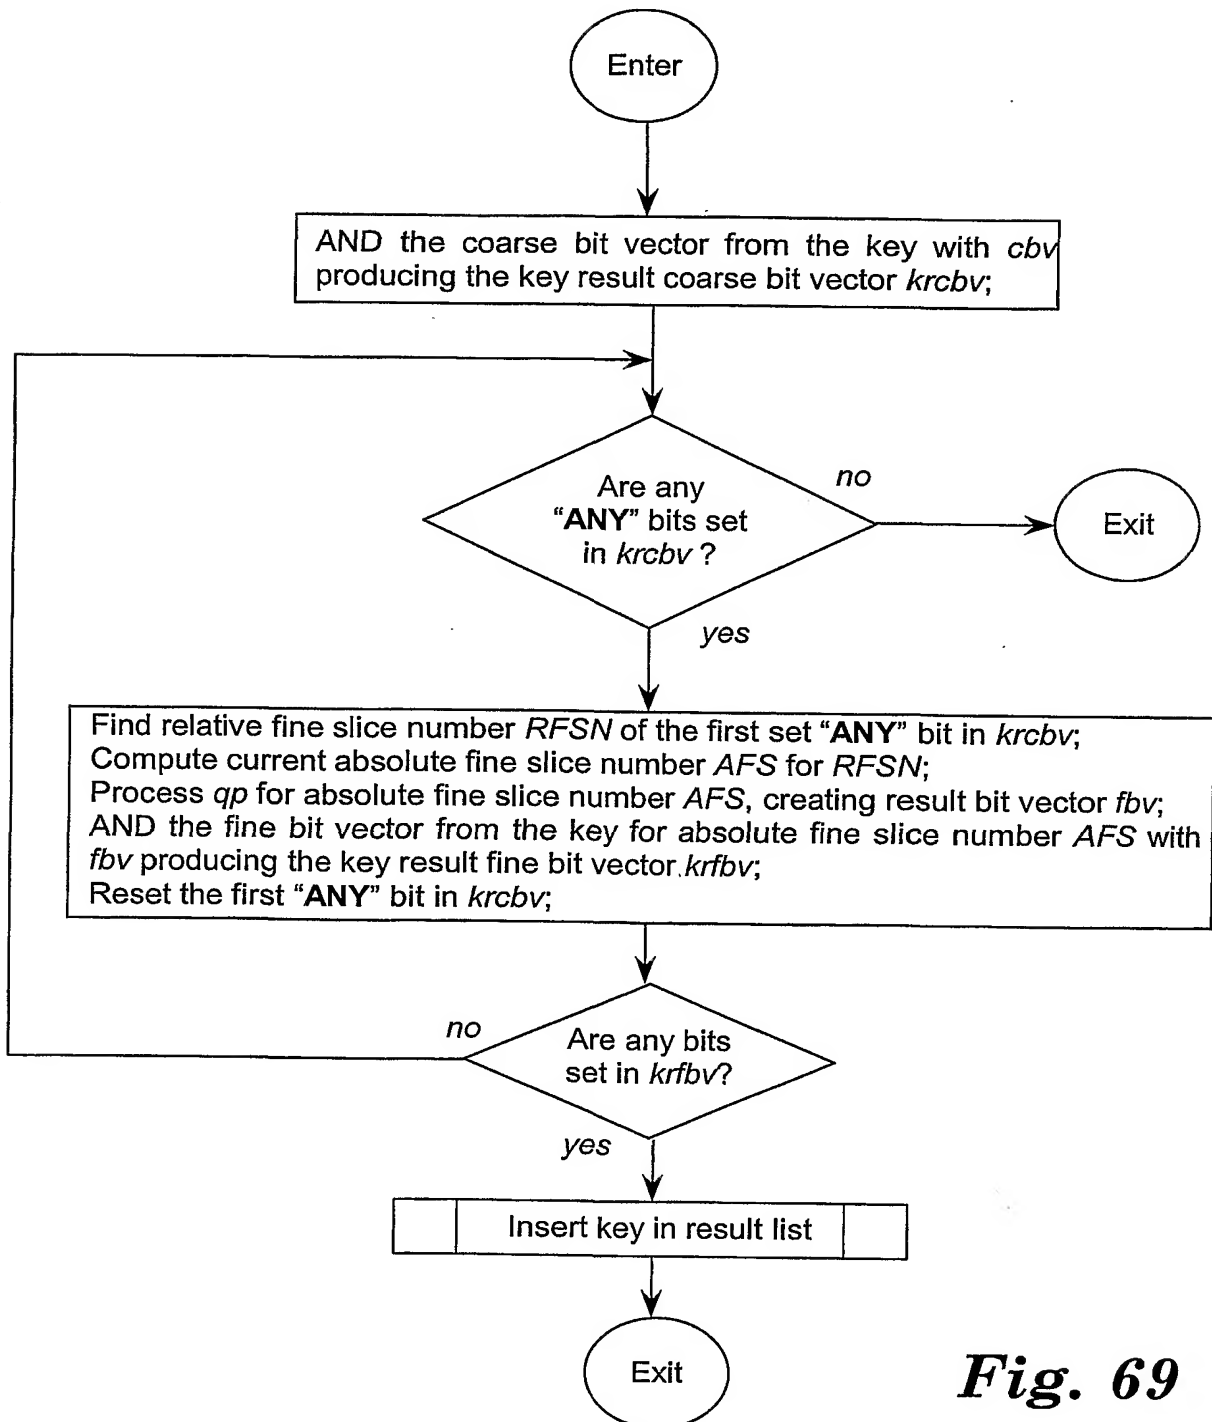 Enter
AND the coarse bit vector from the key with cbv
producing the key result coarse bit vector krcbv;
Are any
“ANY” bits set
in krcbv ?
no
Exit
yes
Find relative fine slice number RFSN of the first set “ANY” bit in krcbv;
Compute current absolute fine slice number AFS for RFSN;
Process qp for absolute fine slice number AFS, creating result bit vector fbv;
AND the fine bit vector from the key for absolute fine slice number AFS with
fbv producing the key result fine bit vector krfbv;
Reset the first “ANY” bit in krcbv;
no
Are any bits
set in krfbv?
yes
Insert key in result list
Exit
Fig. 69